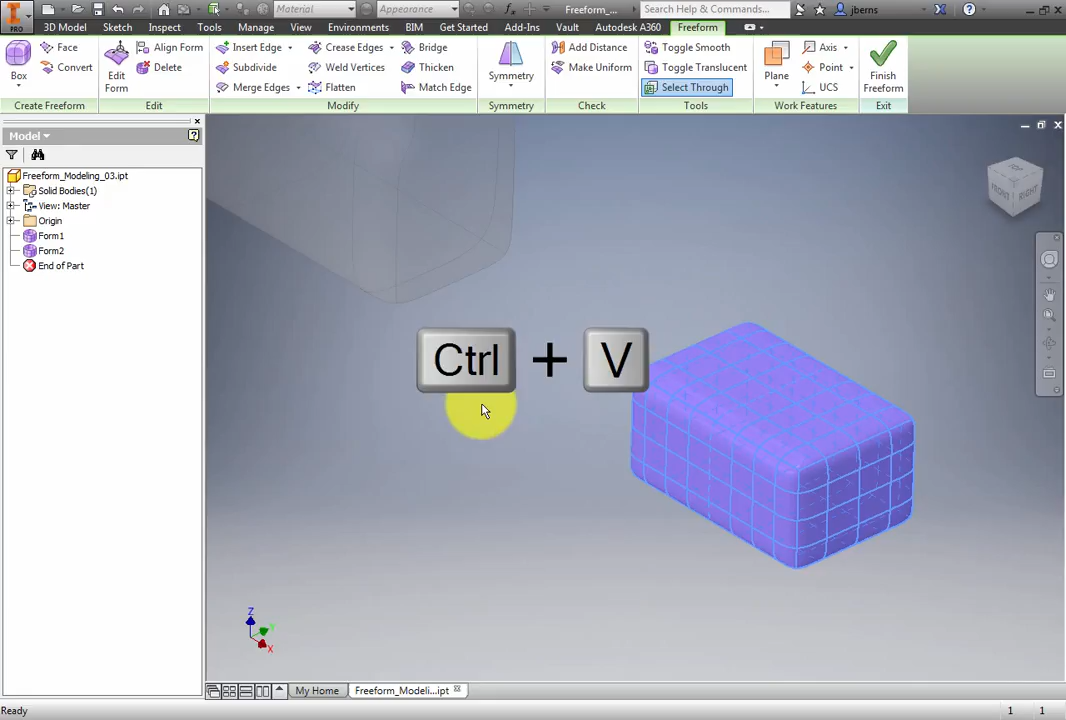 Material Appearance Freeform_... Search Help & Commands... jberns
PRO 3D Model Sketch Inspect Tools Manage View Environments BIM Get Started Add-Ins Vault Autodesk A360 Freeform
Face Align Form Insert Edge Crease Edges Bridge Add Distance Toggle Smooth Axis
Convert Delete Subdivide Weld Vertices Thicken Make Uniform Toggle Translucent Point
Box Edit Form Merge Edges Flatten Match Edge Symmetry Select Through Plane UCS Finish Freeform
Create Freeform Edit Modify Symmetry Check Tools Work Features Exit
Model
Freeform_Modeling_03.ipt
Solid Bodies(1)
View: Master
Origin
Form1
Form2
End of Part
TOP
FRONT RIGHT
Ctrl + V
Z
Y
X
My Home Freeform_Modeli...ipt
Ready 1 1